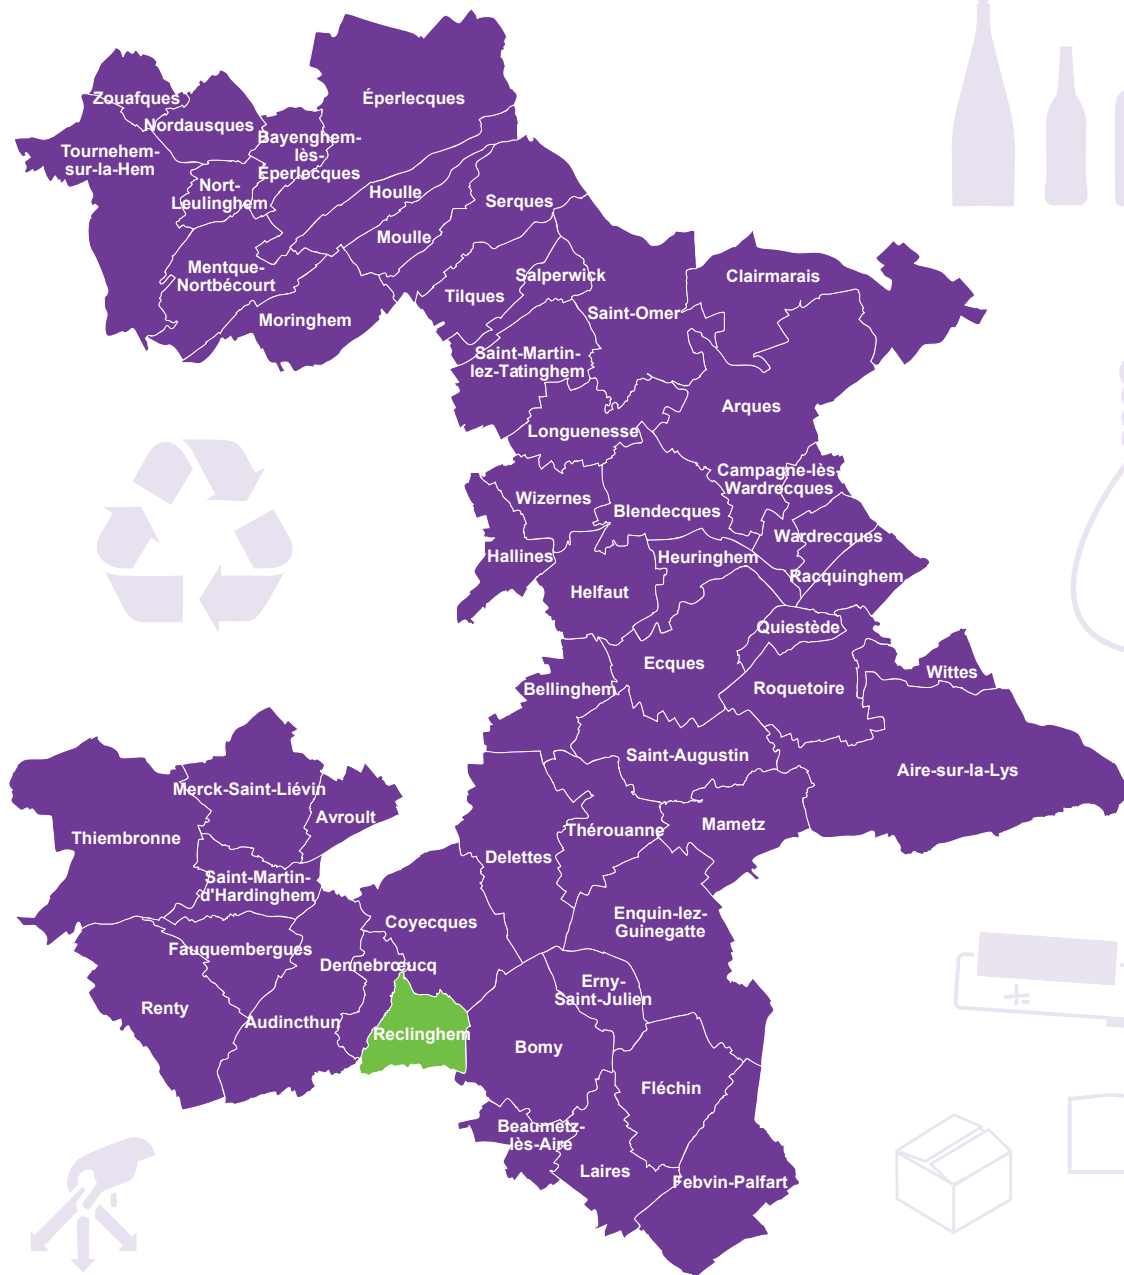 Éperlecques
Zouafques
Nordausques
Bayenghem-
lès-
Éperlecques
Tournehem-
sur-la-Hem
Nort-
Leulinghem
Houlle
Serques
Moulle
Mentque-
Nortbécourt
Salperwick
Clairmarais
Tilques
Saint-Omer
Moringhem
Saint-Martin-
lez-Tatinghem
Arques
Longuenesse
Campagne-lès-
Wardrecques
Wizernes
Blendecques
Wardrecques
Hallines
Heuringhem
Racquinghem
Helfaut
Quiestède
Ecques
Wittes
Bellinghem
Roquetoire
Saint-Augustin
Aire-sur-la-Lys
Merck-Saint-Liévin
Avroult
Thiembronne
Thérouanne
Mametz
Delettes
Saint-Martin-
d'Hardinghem
Enquin-lez-
Guinegatte
Coyecques
Fauquembergues
Dennebrœucq
Erny-
Saint-Julien
Renty
Audincthun
Reclinghem
Bomy
Fléchin
Beaumetz-
lès-Aire
Laires
Febvin-Palfart